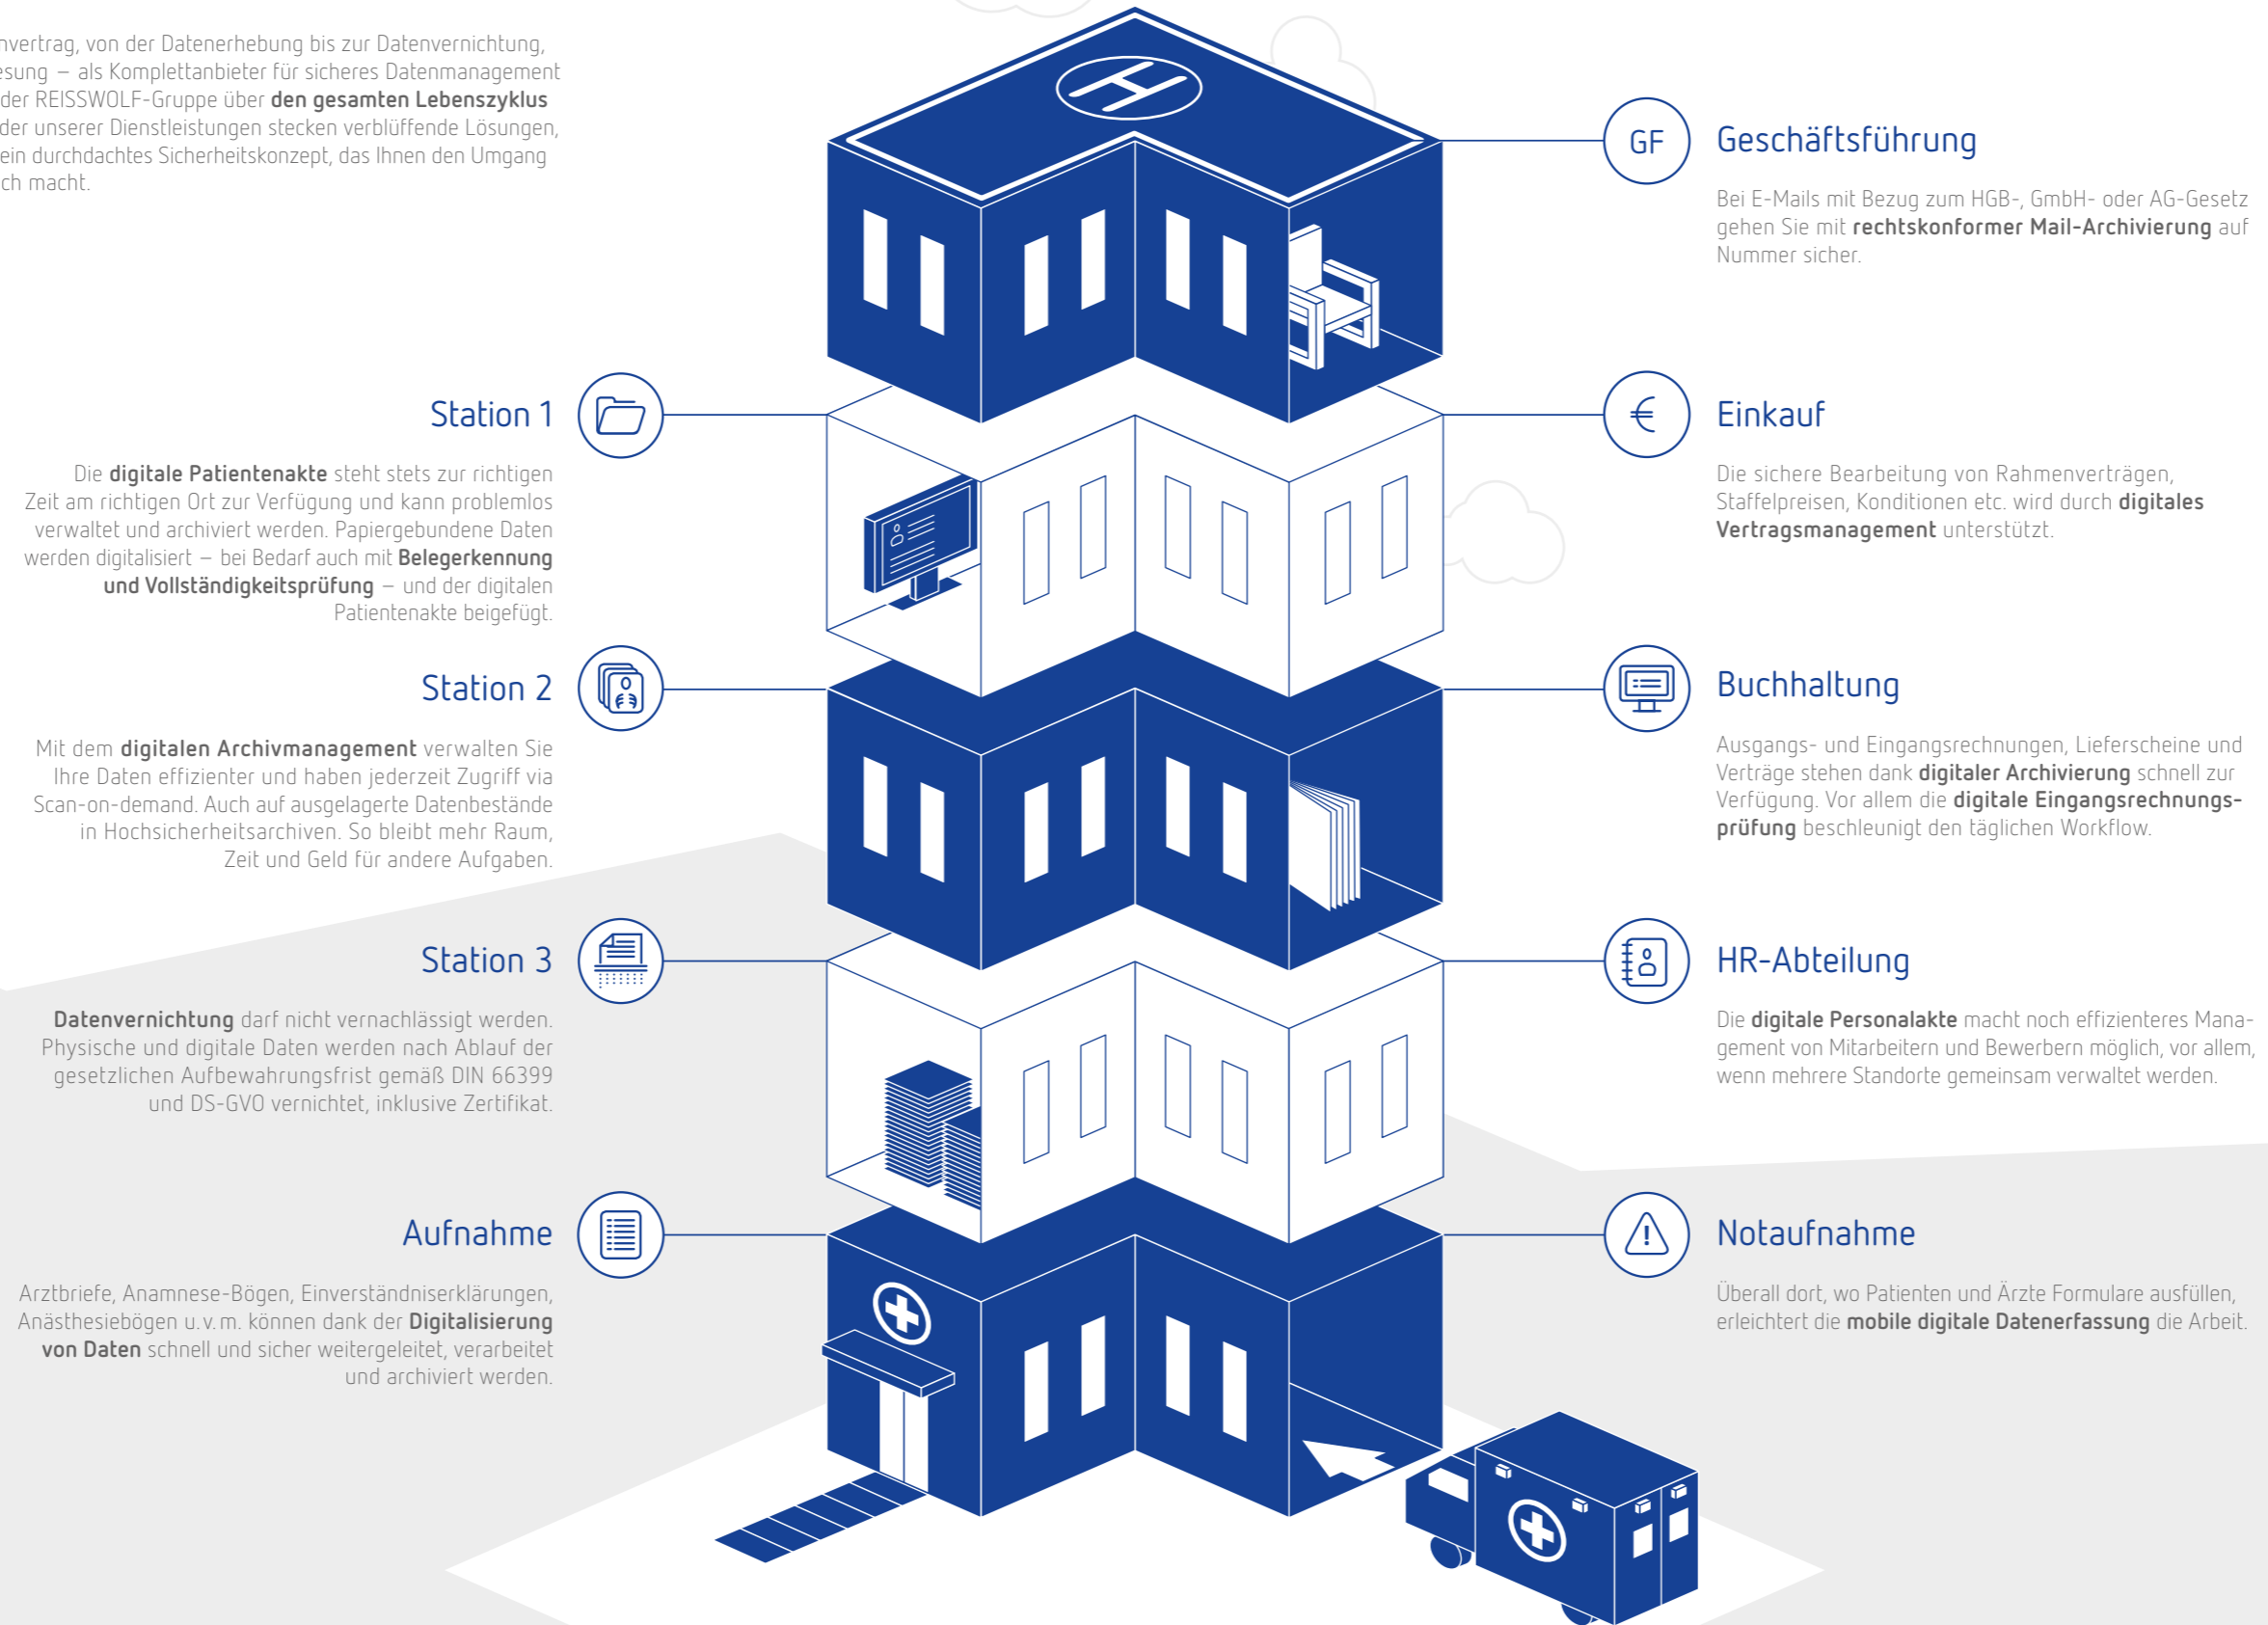 nvertrag, von der Datenerhebung bis zur Datenvernichtung,
esung – als Komplettanbieter für sicheres Datenmanagement
der REISSWOLF-Gruppe über den gesamten Lebenszyklus
der unserer Dienstleistungen stecken verblüffende Lösungen,
ein durchdachtes Sicherheitskonzept, das Ihnen den Umgang
ch macht.
H
GF
Geschäftsführung
Bei E-Mails mit Bezug zum HGB-, GmbH- oder AG-Gesetz
gehen Sie mit rechtskonformer Mail-Archivierung auf
Nummer sicher.
Station 1
Die digitale Patientenakte steht stets zur richtigen
Zeit am richtigen Ort zur Verfügung und kann problemlos
verwaltet und archiviert werden. Papiergebundene Daten
werden digitalisiert – bei Bedarf auch mit Belegerkennung
und Vollständigkeitsprüfung – und der digitalen
Patientenakte beigefügt.
€
Einkauf
Die sichere Bearbeitung von Rahmenverträgen,
Staffelpreisen, Konditionen etc. wird durch digitales
Vertragsmanagement unterstützt.
Station 2
Mit dem digitalen Archivmanagement verwalten Sie
Ihre Daten effizienter und haben jederzeit Zugriff via
Scan-on-demand. Auch auf ausgelagerte Datenbestände
in Hochsicherheitsarchiven. So bleibt mehr Raum,
Zeit und Geld für andere Aufgaben.
Buchhaltung
Ausgangs- und Eingangsrechnungen, Lieferscheine und
Verträge stehen dank digitaler Archivierung schnell zur
Verfügung. Vor allem die digitale Eingangsrechnungs-
prüfung beschleunigt den täglichen Workflow.
Station 3
Datenvernichtung darf nicht vernachlässigt werden.
Physische und digitale Daten werden nach Ablauf der
gesetzlichen Aufbewahrungsfrist gemäß DIN 66399
und DS-GVO vernichtet, inklusive Zertifikat.
HR-Abteilung
Die digitale Personalakte macht noch effizienteres Mana-
gement von Mitarbeitern und Bewerbern möglich, vor allem,
wenn mehrere Standorte gemeinsam verwaltet werden.
Aufnahme
Arztbriefe, Anamnese-Bögen, Einverständniserklärungen,
Anästhesiebögen u. v. m. können dank der Digitalisierung
von Daten schnell und sicher weitergeleitet, verarbeitet
und archiviert werden.
!
Notaufnahme
Überall dort, wo Patienten und Ärzte Formulare ausfüllen,
erleichtert die mobile digitale Datenerfassung die Arbeit.